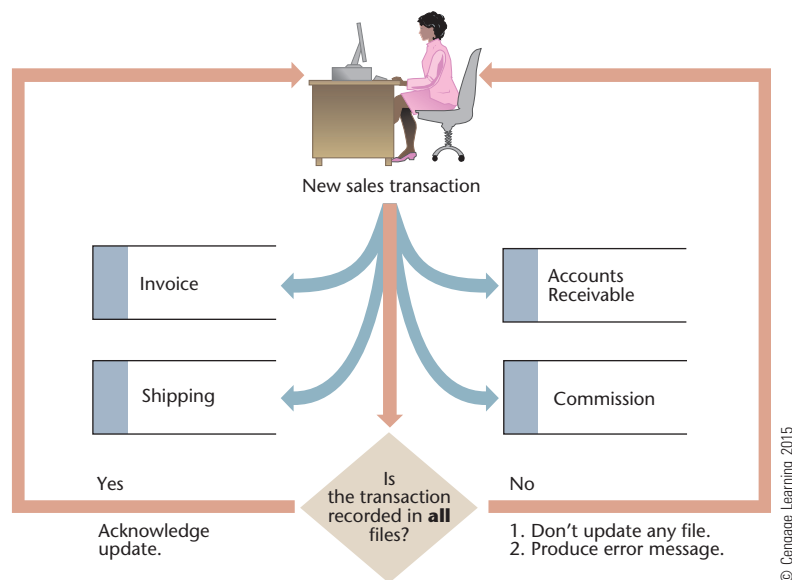 New sales transaction
Invoice
Accounts
Receivable
Shipping
Commission
Yes
Is
the transaction
recorded in all
files?
No
Acknowledge
update.
1. Don't update any file.
2. Produce error message.
© Cengage Learning 2015